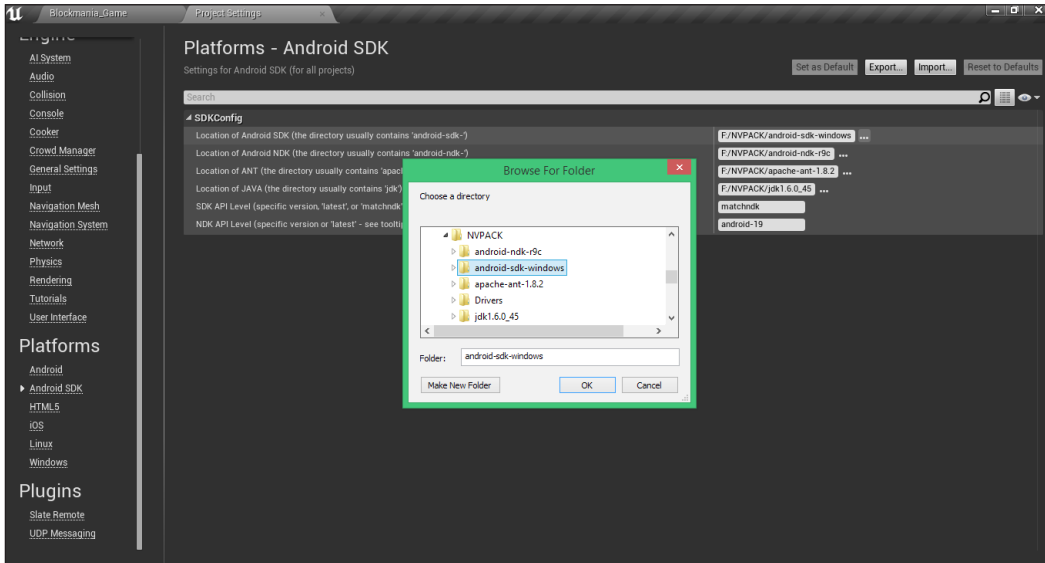 Blockmania_Game
Project Settings
Engine
AI System
Audio
Collision
Console
Cooker
Crowd Manager
General Settings
Input
Navigation Mesh
Navigation System
Network
Physics
Rendering
Tutorials
User Interface
Platforms
Android
Android SDK
HTML5
iOS
Linux
Windows
Plugins
Slate Remote
UDP Messaging
Platforms - Android SDK
Settings for Android SDK (for all projects)
Set as Default Export... Import... Reset to Defaults
Search
SDKConfig
Location of Android SDK (the directory usually contains 'android-sdk-') F:/NVPACK/android-sdk-windows ...
Location of Android NDK (the directory usually contains 'android-ndk-') F:/NVPACK/android-ndk-r9c ...
Location of ANT (the directory usually contains 'apac F:/NVPACK/apache-ant-1.8.2 ...
Location of JAVA (the directory usually contains 'jdk') F:/NVPACK/jdk1.6.0_45 ...
SDK API Level (specific version, 'latest', or 'matchndk' matchndk
NDK API Level (specific version or 'latest' - see toolti android-19
Browse For Folder
Choose a directory
NVPACK
android-ndk-r9c
android-sdk-windows
apache-ant-1.8.2
Drivers
jdk1.6.0_45
Folder: android-sdk-windows
Make New Folder OK Cancel